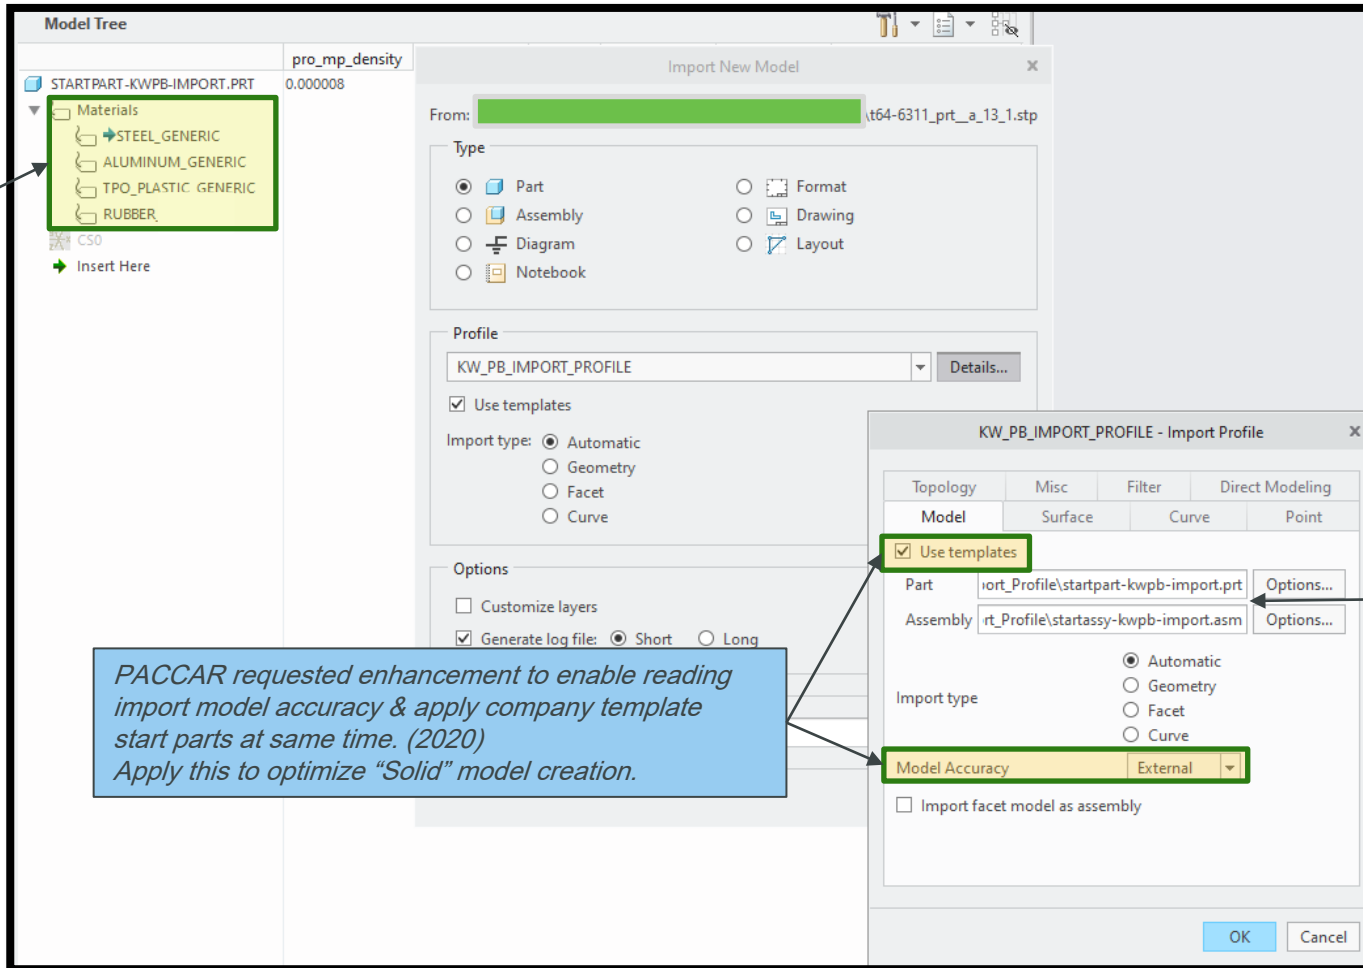 Model Tree
pro_mp_density
STARTPART-KWPB-IMPORT.PRT 0.000008
Materials
STEEL_GENERIC
ALUMINUM_GENERIC
TPO_PLASTIC_GENERIC
RUBBER
CS0
Insert Here
Import New Model
From: \t64-6311_prt__a_13_1.stp
Type
Part Format
Assembly Drawing
Diagram Layout
Notebook
Profile
KW_PB_IMPORT_PROFILE Details...
Use templates
Import type: Automatic
Geometry
Facet
Curve
Options
Customize layers
Generate log file: Short Long
PACCAR requested enhancement to enable reading
import model accuracy & apply company template
start parts at same time. (2020)
Apply this to optimize “Solid” model creation.
KW_PB_IMPORT_PROFILE - Import Profile
Topology Misc Filter Direct Modeling
Model Surface Curve Point
Use templates
Part ort_Profile\startpart-kwpb-import.prt Options...
Assembly rt_Profile\startassy-kwpb-import.asm Options...
Import type Automatic
Geometry
Facet
Curve
Model Accuracy External
Import facet model as assembly
OK Cancel